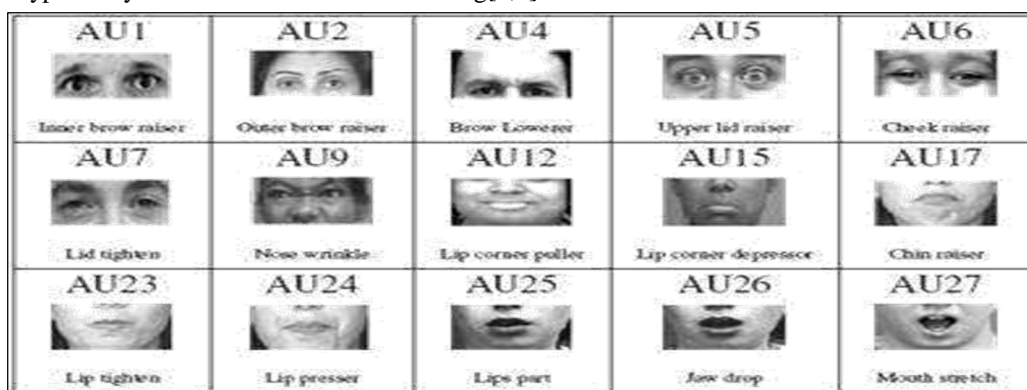 AU1 AU2 AU4 AU5 AU6
Inner brow raiser Outer brow raiser Brow Lowerer Upper lid raiser Cheek raiser
AU7 AU9 AU12 AU15 AU17
Lid tighten Nose wrinkle Lip corner puller Lip corner depressor Chin raiser
AU23 AU24 AU25 AU26 AU27
Lip tighten Lip presser Lips part Jaw drop Mouth stretch